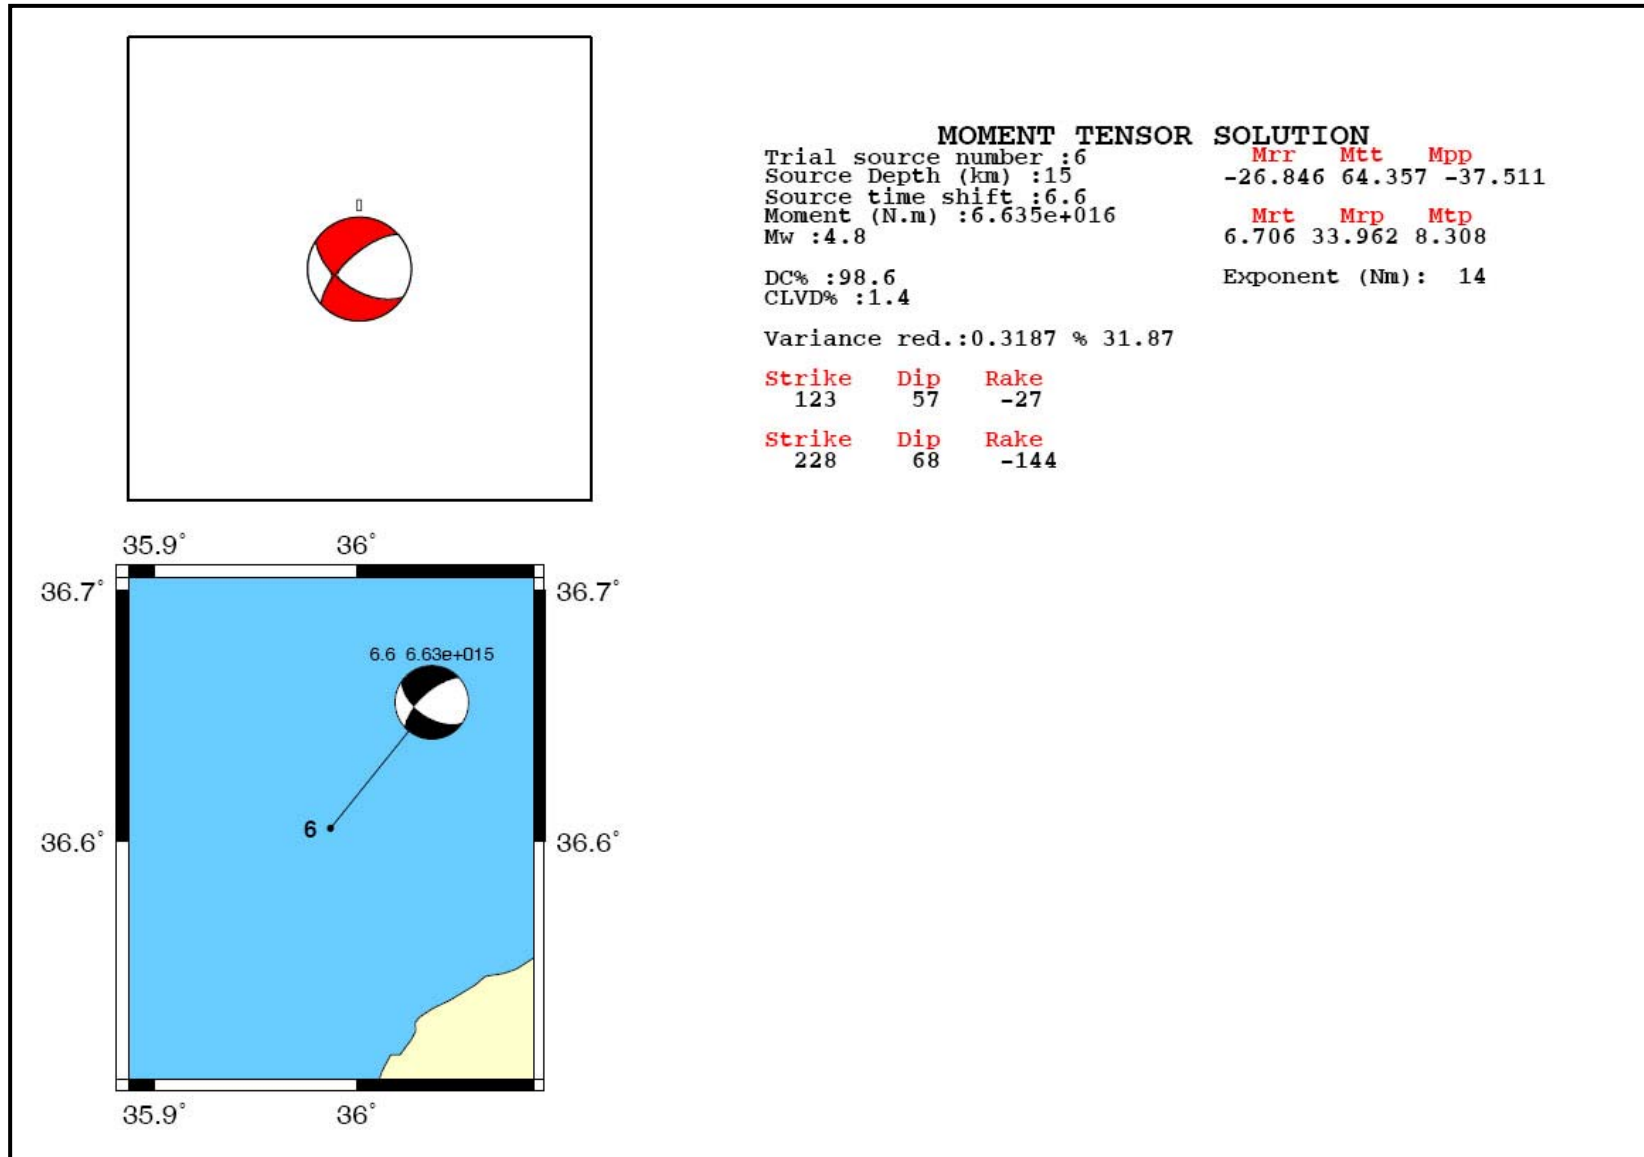 MOMENT TENSOR SOLUTION
Trial source number :6
Source Depth (km) :15
Source time shift :6.6
Moment (N.m) :6.635e+016
Mw :4.8
DC% :98.6
CLVD% :1.4
Variance red.:0.3187 % 31.87
Strike Dip Rake
123 57 -27
Strike Dip Rake
228 68 -144
Mrr Mtt Mpp
-26.846 64.357 -37.511
Mrt Mrp Mtp
6.706 33.962 8.308
Exponent (Nm): 14
35.9° 36°
36.7° 36.7°
6.6 6.63e+015
6
36.6° 36.6°
35.9° 36°